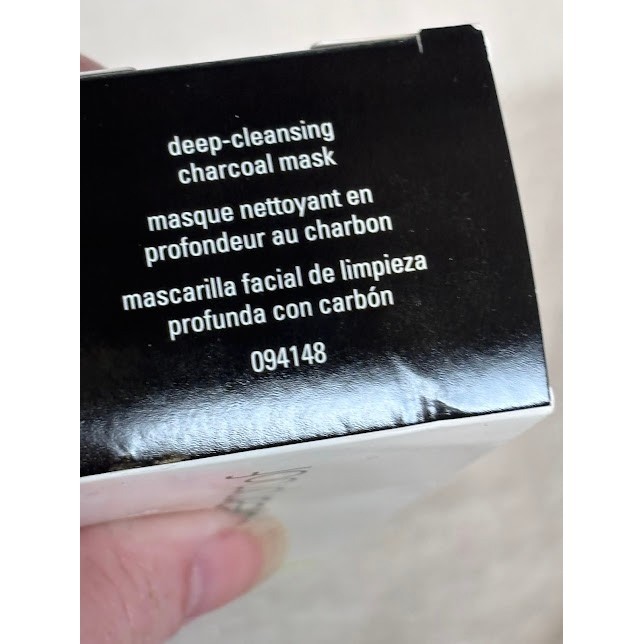 deep-cleansing
charcoal mask
masque nettoyant en
profondeur au charbon
mascarilla facial de limpieza
profunda con carbón
094148